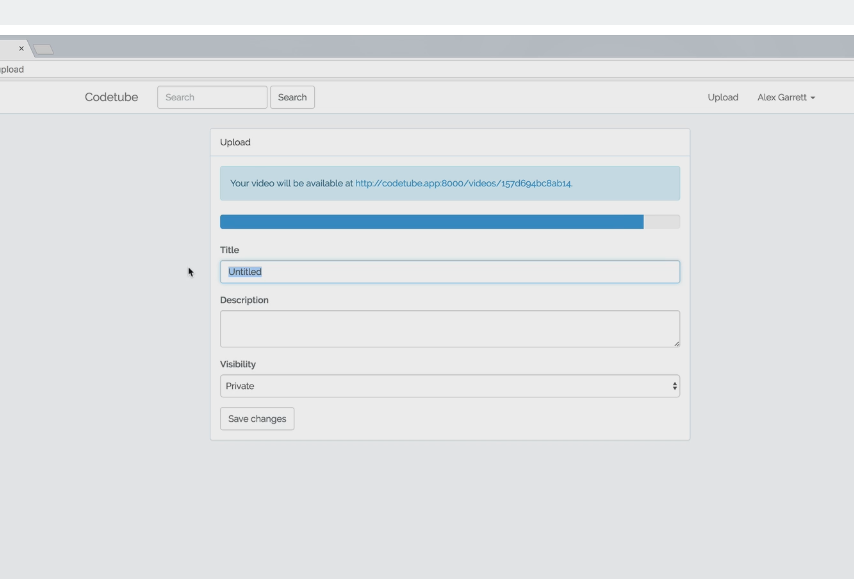 ×
upload
Codetube Search Search Upload Alex Garrett
Upload
Your video will be available at http://codetube.app:8000/videos/157d694bc8ab14.
Title
Untitled
Description
Visibility
Private
Save changes